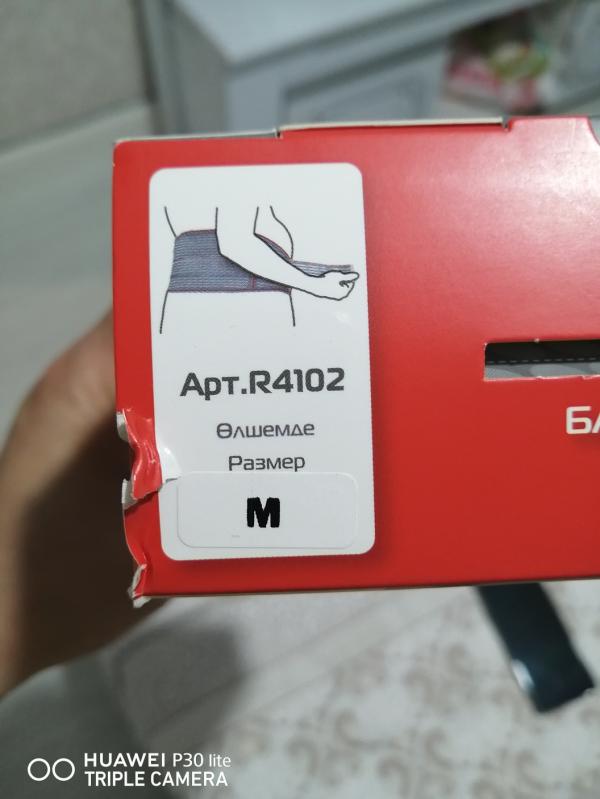 Арт.R4102
Өлшемде
Размер
M
HUAWEI P30 lite
TRIPLE CAMERA